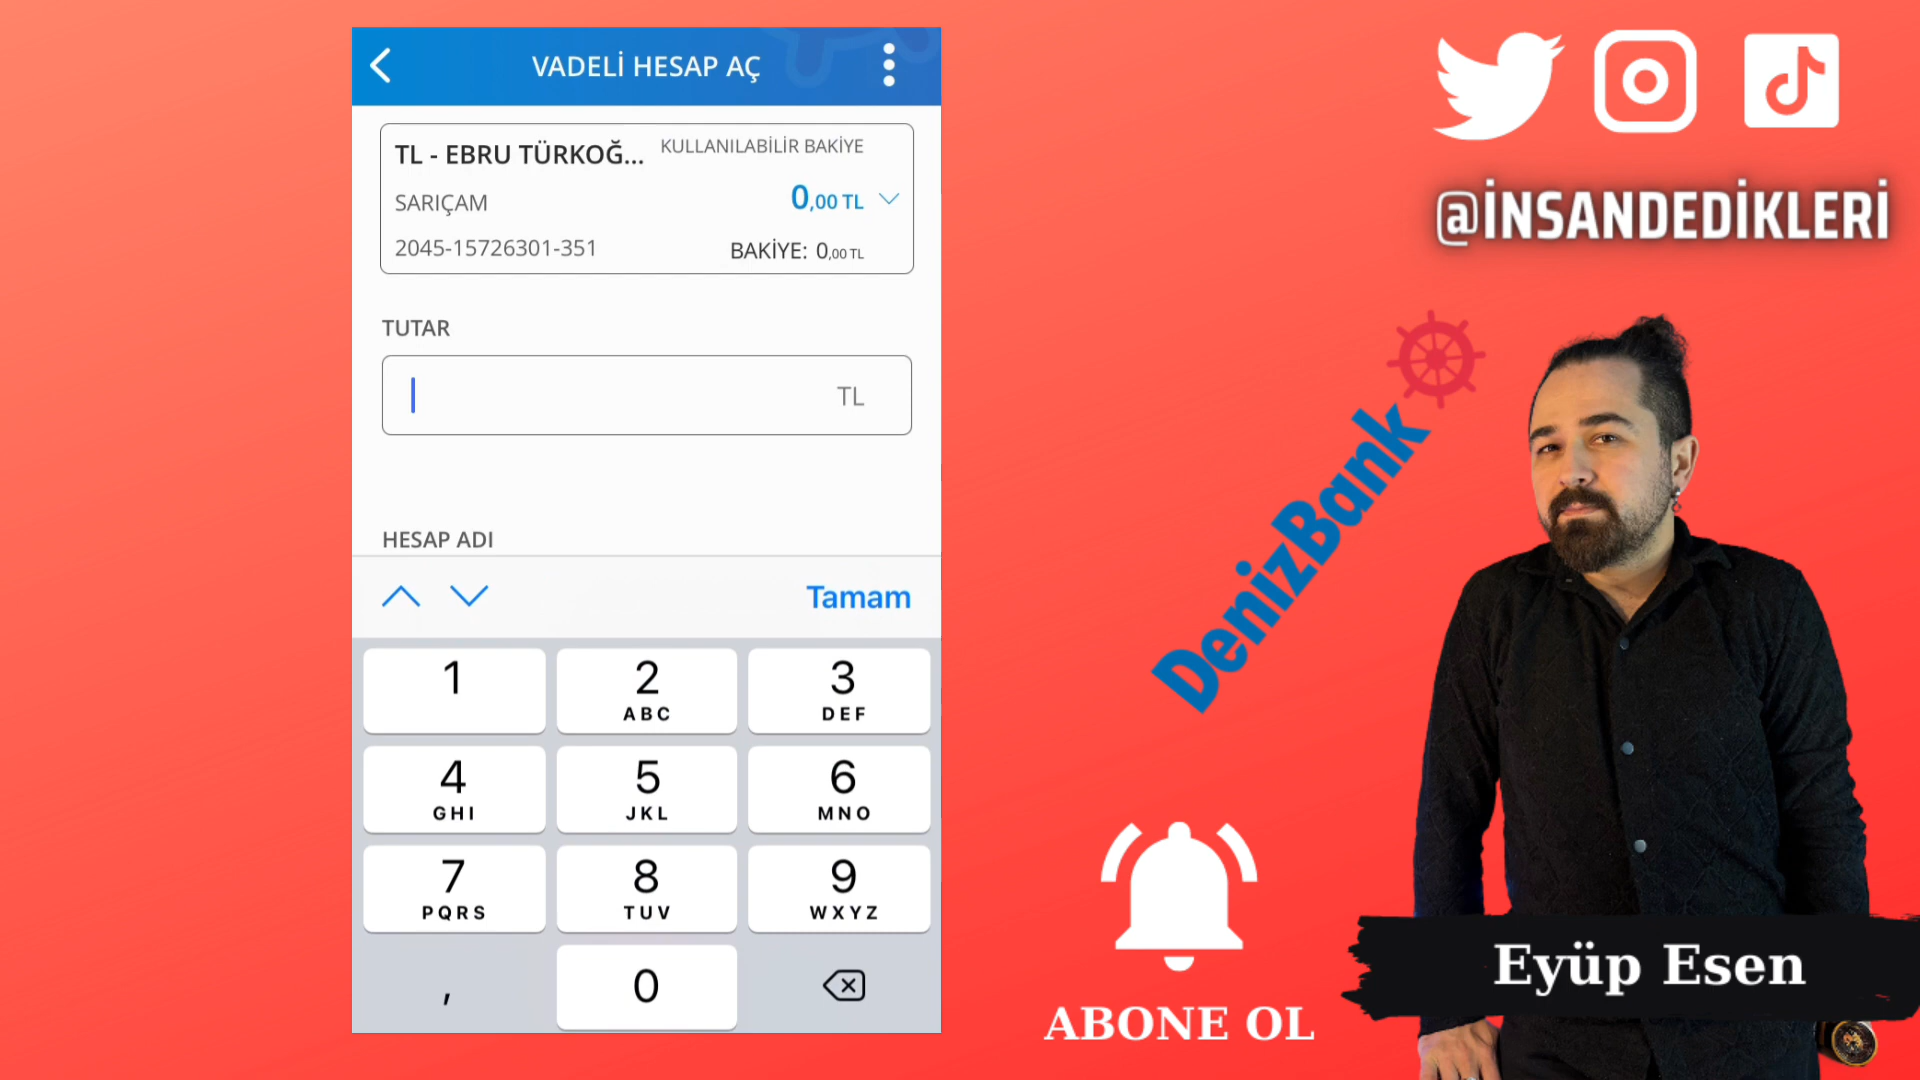 VADELİ HESAP AÇ
TL - EBRU TÜRKOĞ...
KULLANILABİLİR BAKİYE
SARIÇAM
0,00 TL
2045-15726301-351
BAKİYE: 0,00 TL
TUTAR
TL
HESAP ADI
Tamam
1
2
ABC
3
DEF
4
GHI
5
JKL
6
MNO
7
PQRS
8
TUV
9
WXYZ
,
0
@İNSANDEDİKLERİ
DenizBank
ABONE OL
Eyüp Esen